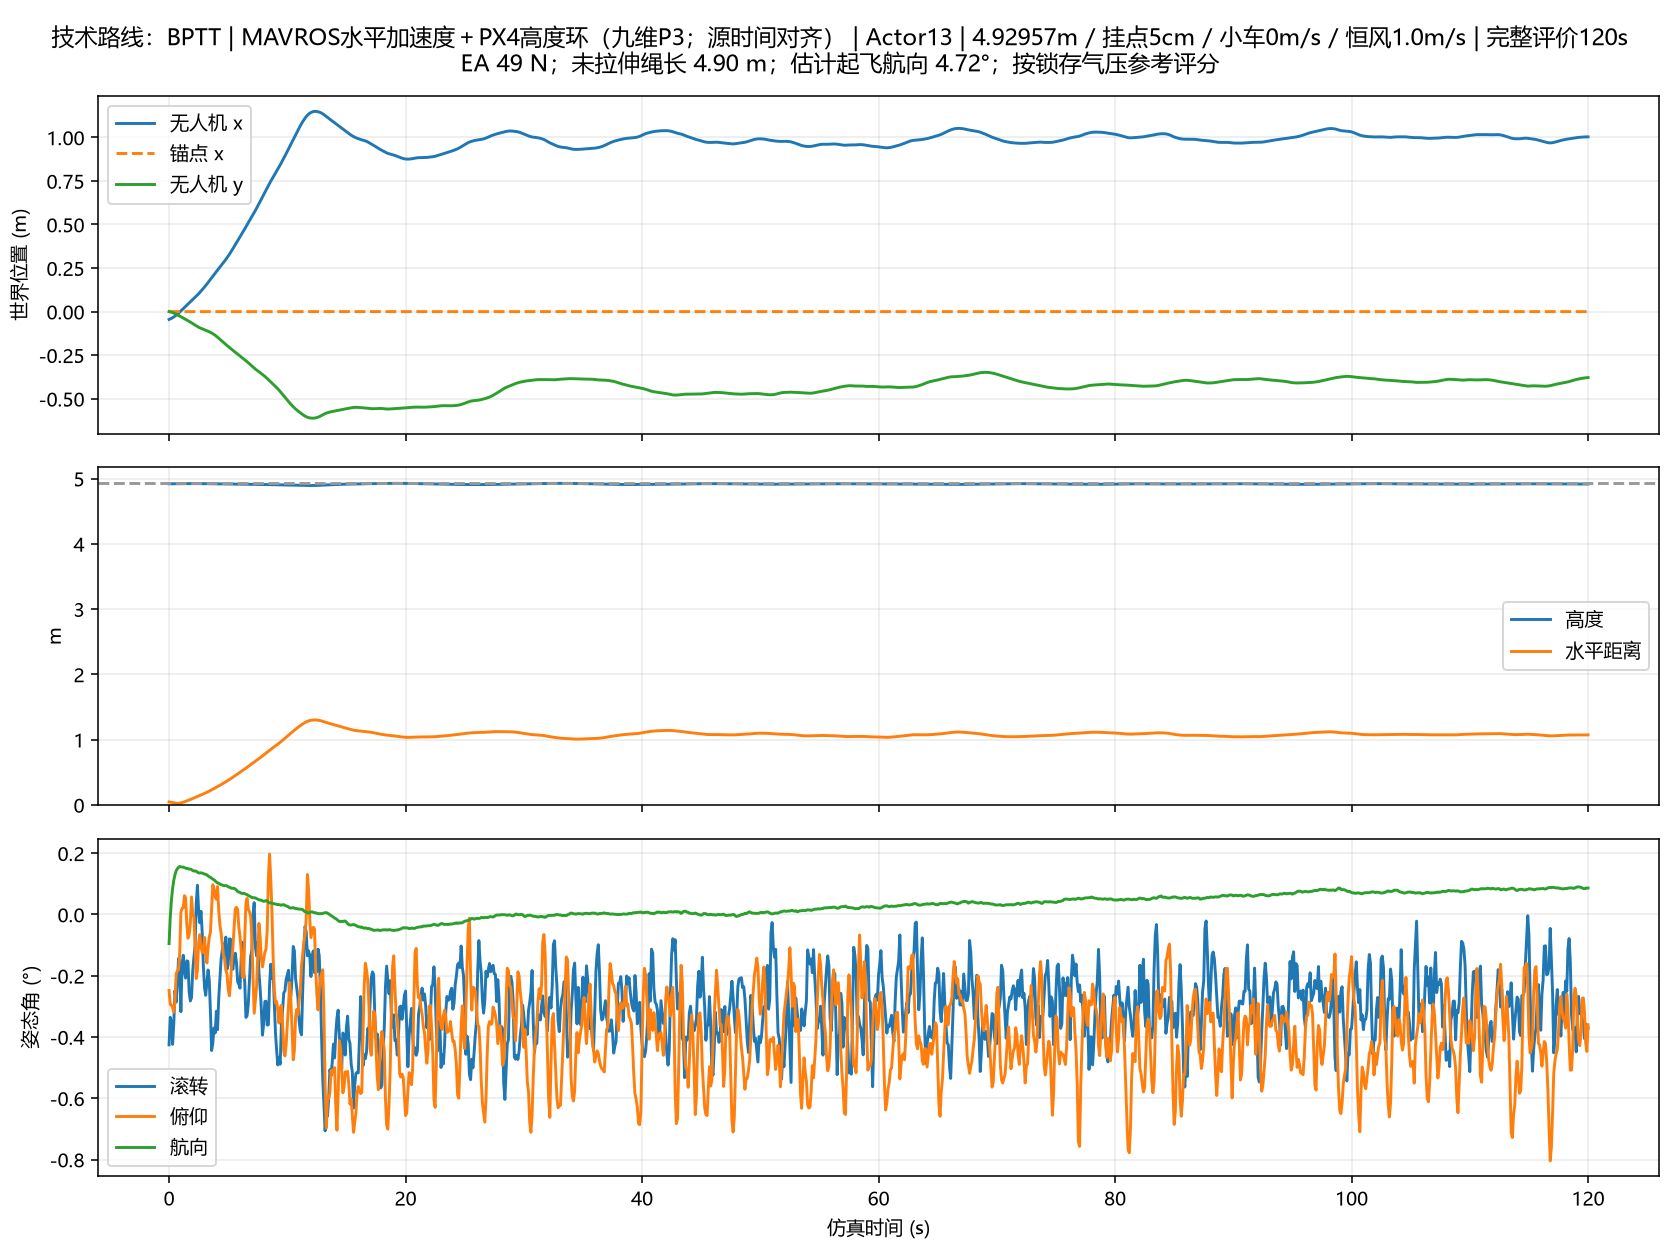 技术路线：BPTT | MAVROS水平加速度＋PX4高度环（九维P3；源时间对齐） | Actor13 | 4.92957m / 挂点5cm / 小车0m/s / 恒风1.0m/s | 完整评价120s
EA 49 N；未拉伸绳长 4.90 m；估计起飞航向 4.72°；按锁存气压参考评分
世界位置 (m)
1.00
0.75
0.50
0.25
0.00
-0.25
-0.50
无人机 x
锚点 x
无人机 y
m
5
4
3
2
1
0
高度
水平距离
姿态角 (°)
0.2
0.0
-0.2
-0.4
-0.6
-0.8
滚转
俯仰
航向
0 20 40 60 80 100 120
仿真时间 (s)